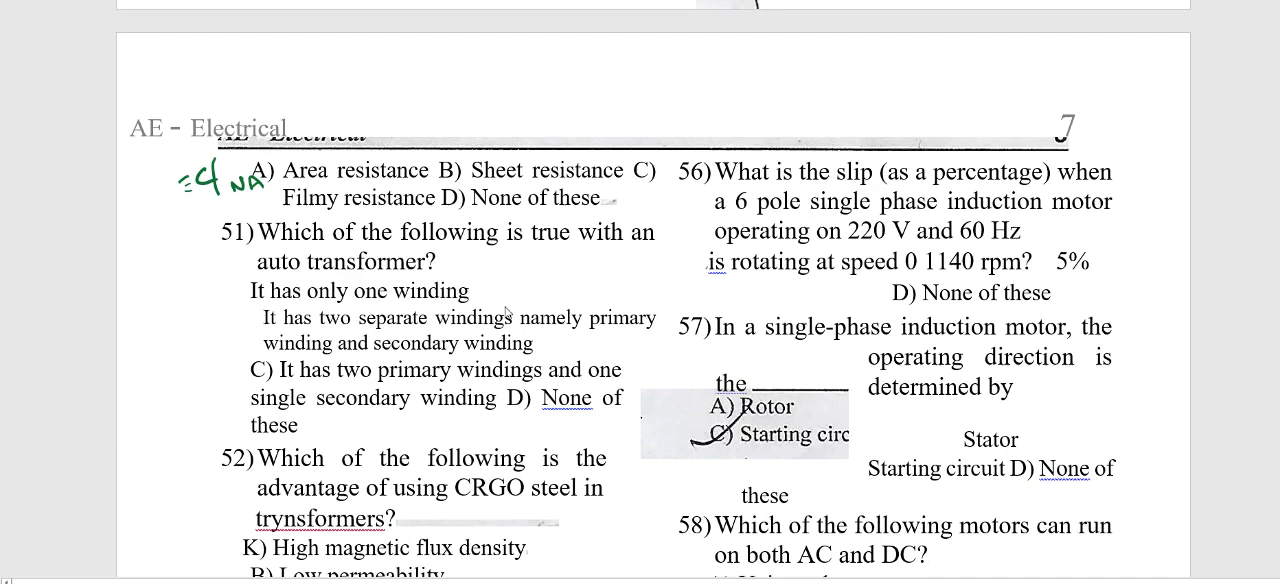 AE - Electrical
7
=4 NA
A) Area resistance B) Sheet resistance C)
Filmy resistance D) None of these
51) Which of the following is true with an
auto transformer?
It has only one winding
It has two separate windings namely primary
winding and secondary winding
C) It has two primary windings and one
single secondary winding D) None of
these
52) Which of the following is the
advantage of using CRGO steel in
trynsformers?
K) High magnetic flux density
B) Low permeability
56) What is the slip (as a percentage) when
a 6 pole single phase induction motor
operating on 220 V and 60 Hz
is rotating at speed 0 1140 rpm? 5%
D) None of these
57) In a single-phase induction motor, the
operating direction is
the ________ determined by
A) Rotor
C) Starting circ
Stator
Starting circuit D) None of
these
58) Which of the following motors can run
on both AC and DC?